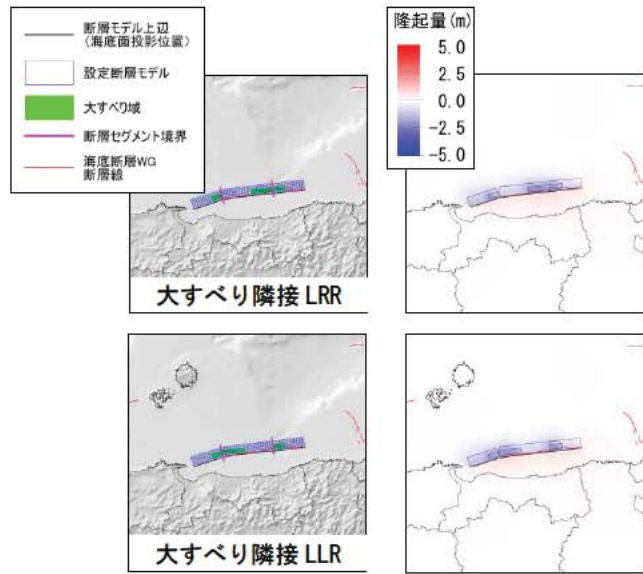 断層モデル上辺
(海底面投影位置)
設定断層モデル
大すべり域
断層セグメント境界
海底断層WG
断層線
隆起量(m)
5.0
2.5
0.0
-2.5
-5.0
大すべり隣接 LRR
大すべり隣接 LLR